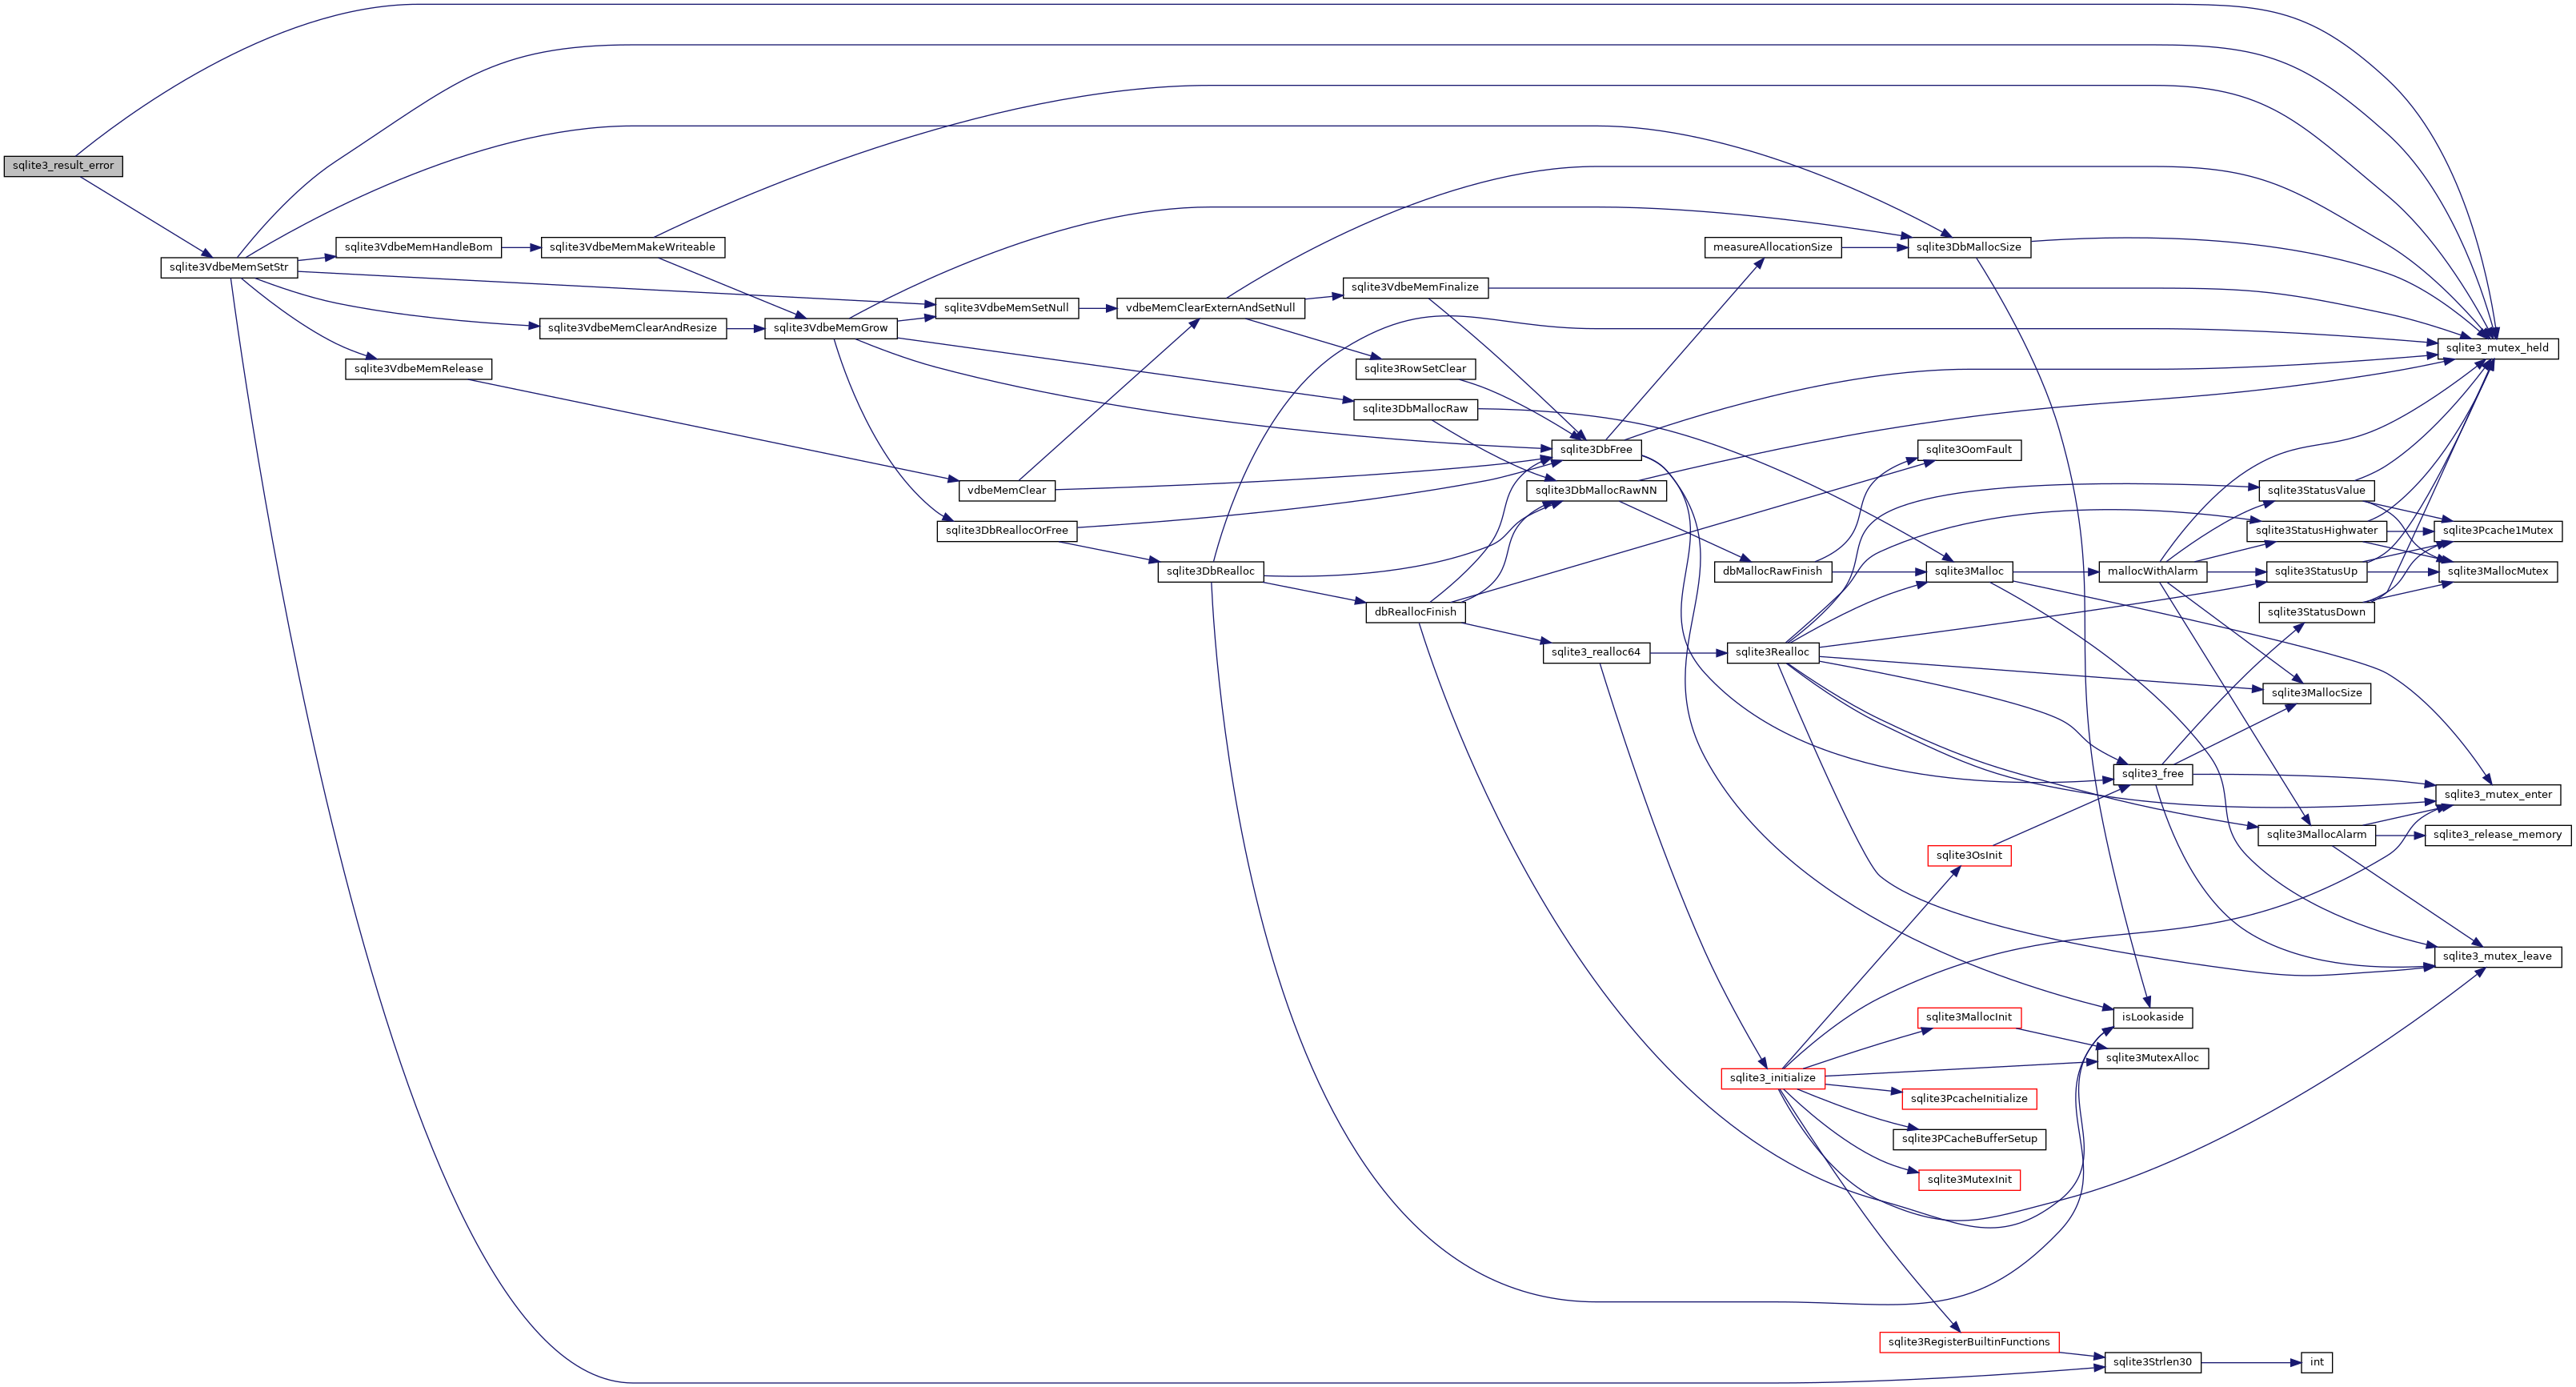 sqlite3_result_error
sqlite3VdbeMemSetStr
sqlite3VdbeMemHandleBom
sqlite3VdbeMemRelease
sqlite3VdbeMemMakeWriteable
sqlite3VdbeMemClearAndResize
sqlite3VdbeMemGrow
sqlite3VdbeMemSetNull
vdbeMemClear
sqlite3DbReallocOrFree
vdbeMemClearExternAndSetNull
sqlite3DbRealloc
sqlite3VdbeMemFinalize
sqlite3RowSetClear
sqlite3DbMallocRaw
dbReallocFinish
sqlite3DbFree
sqlite3DbMallocRawNN
sqlite3_realloc64
measureAllocationSize
dbMallocRawFinish
sqlite3Realloc
sqlite3_initialize
sqlite3DbMallocSize
sqlite3OomFault
sqlite3Malloc
sqlite3OsInit
sqlite3MallocInit
sqlite3PcacheInitialize
sqlite3PCacheBufferSetup
sqlite3MutexInit
sqlite3RegisterBuiltinFunctions
mallocWithAlarm
sqlite3_free
isLookaside
sqlite3MutexAlloc
sqlite3Strlen30
sqlite3StatusValue
sqlite3StatusHighwater
sqlite3StatusUp
sqlite3StatusDown
sqlite3MallocSize
sqlite3MallocAlarm
int
sqlite3_mutex_held
sqlite3Pcache1Mutex
sqlite3MallocMutex
sqlite3_mutex_enter
sqlite3_release_memory
sqlite3_mutex_leave